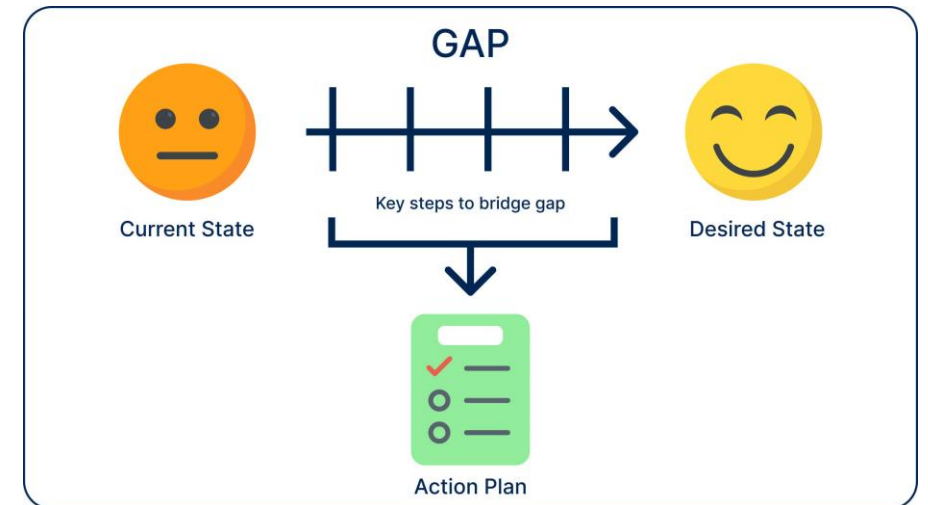 GAP
Key steps to bridge gap
Current State
Desired State
Action Plan